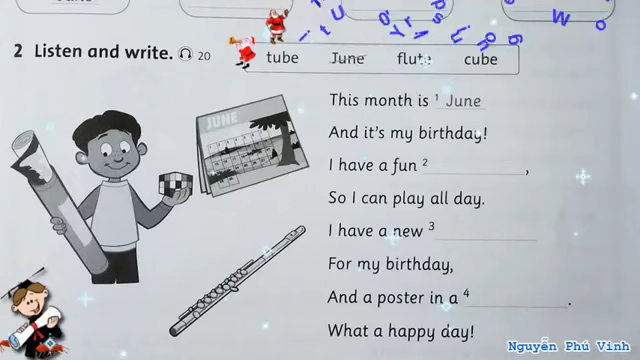 2 Listen and write. 20
tube June flute cube
JUNE
This month is 1 June
And it's my birthday!
I have a fun 2 ,
So I can play all day.
I have a new 3
For my birthday,
And a poster in a 4 .
What a happy day!
Nguyễn Phú Vinh